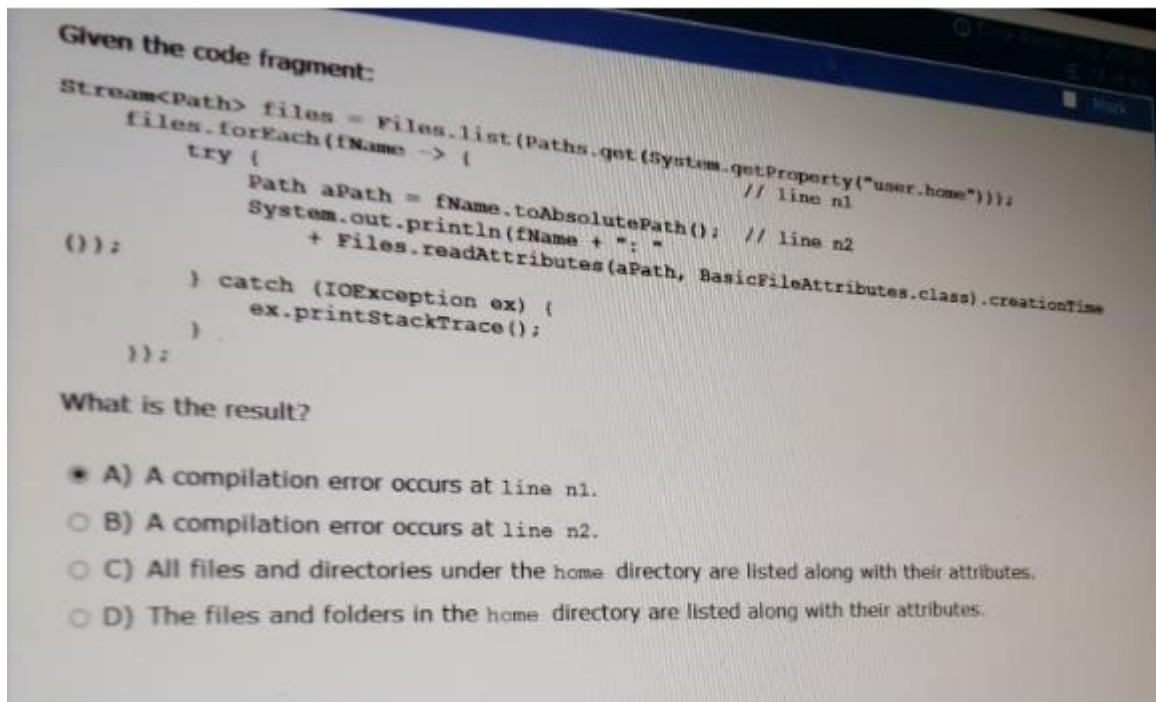 Given the code fragment:
Stream<Path> files = Files.list(Paths.get(System.getProperty("user.home")));
files.forEach(fName -> { // line n1
try {
Path aPath = fName.toAbsolutePath(); // line n2
System.out.println(fName + ": "
+ Files.readAttributes(aPath, BasicFileAttributes.class).creationTime
());
} catch (IOException ex) {
ex.printStackTrace();
}
});
What is the result?
A) A compilation error occurs at line n1.
B) A compilation error occurs at line n2.
C) All files and directories under the home directory are listed along with their attributes.
D) The files and folders in the home directory are listed along with their attributes.
Mark